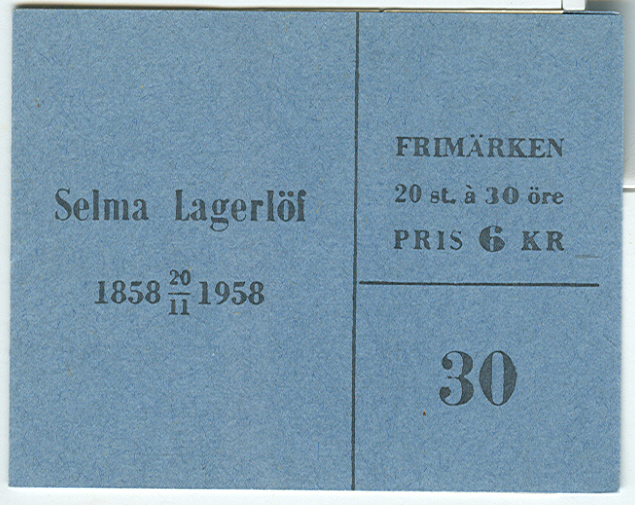 Selma Lagerlöf
1858 20/11 1958
FRIMÄRKEN
20 st. à 30 öre
PRIS 6 KR
30